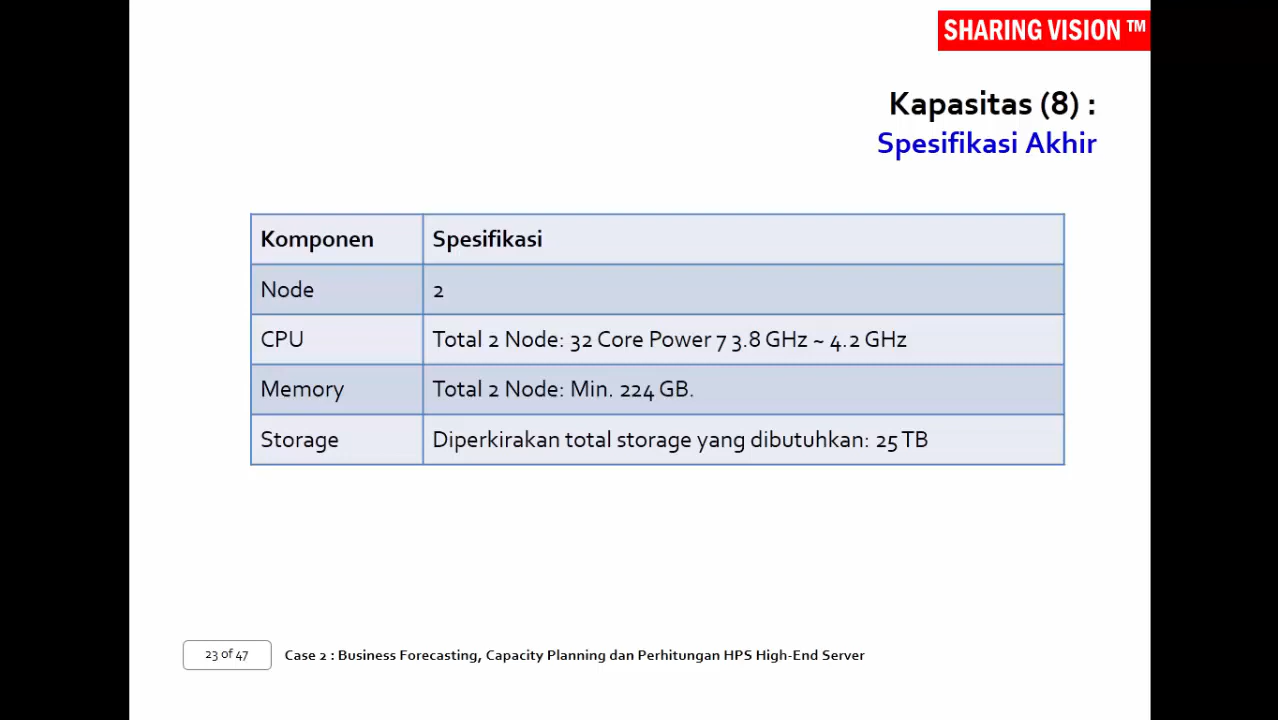 SHARING VISION ™
Kapasitas (8) :
Spesifikasi Akhir
Komponen Spesifikasi
Node 2
CPU Total 2 Node: 32 Core Power 7 3.8 GHz ~ 4.2 GHz
Memory Total 2 Node: Min. 224 GB.
Storage Diperkirakan total storage yang dibutuhkan: 25 TB
23 of 47 Case 2 : Business Forecasting, Capacity Planning dan Perhitungan HPS High-End Server